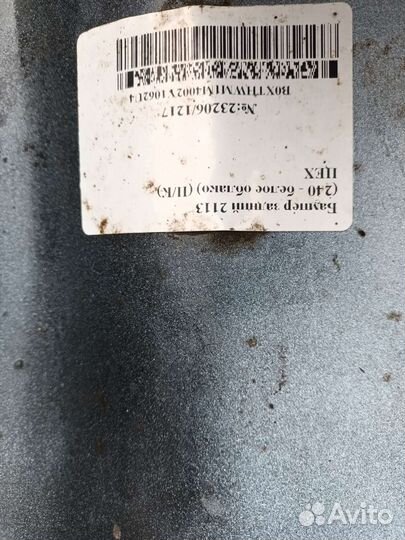 Бампер задний 2113
(240 - белое облако) (Н/К)
ЦЕХ
№:23206/1217
Avito